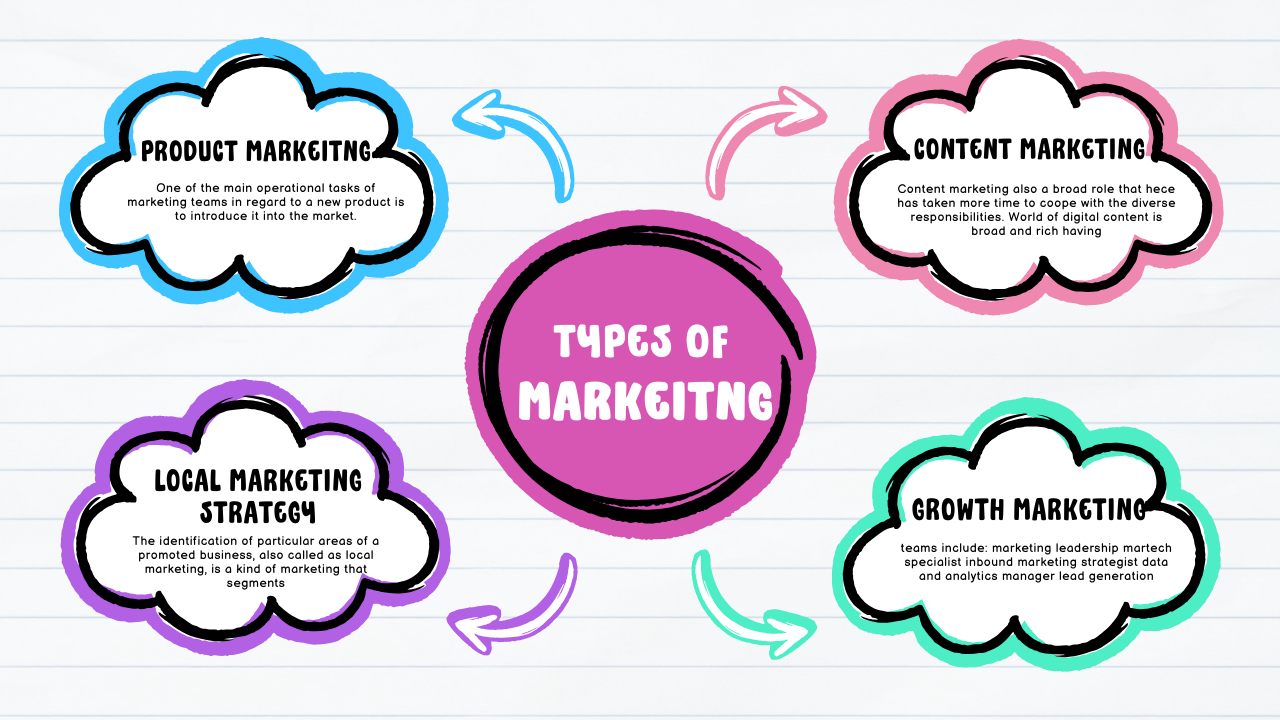 PRODUCT MARKEITNG
One of the main operational tasks of
marketing teams in regard to a new product is
to introduce it into the market.
CONTENT MARKETING
Content marketing also a broad role that hece
has taken more time to coope with the diverse
responsibilities. World of digital content is
broad and rich having
TYPES OF
MARKEITNG
LOCAL MARKETING
STRATEGY
The identification of particular areas of a
promoted business, also called as local
marketing, is a kind of marketing that
segments
GROWTH MARKETING
teams include: marketing leadership martech
specialist inbound marketing strategist data
and analytics manager lead generation